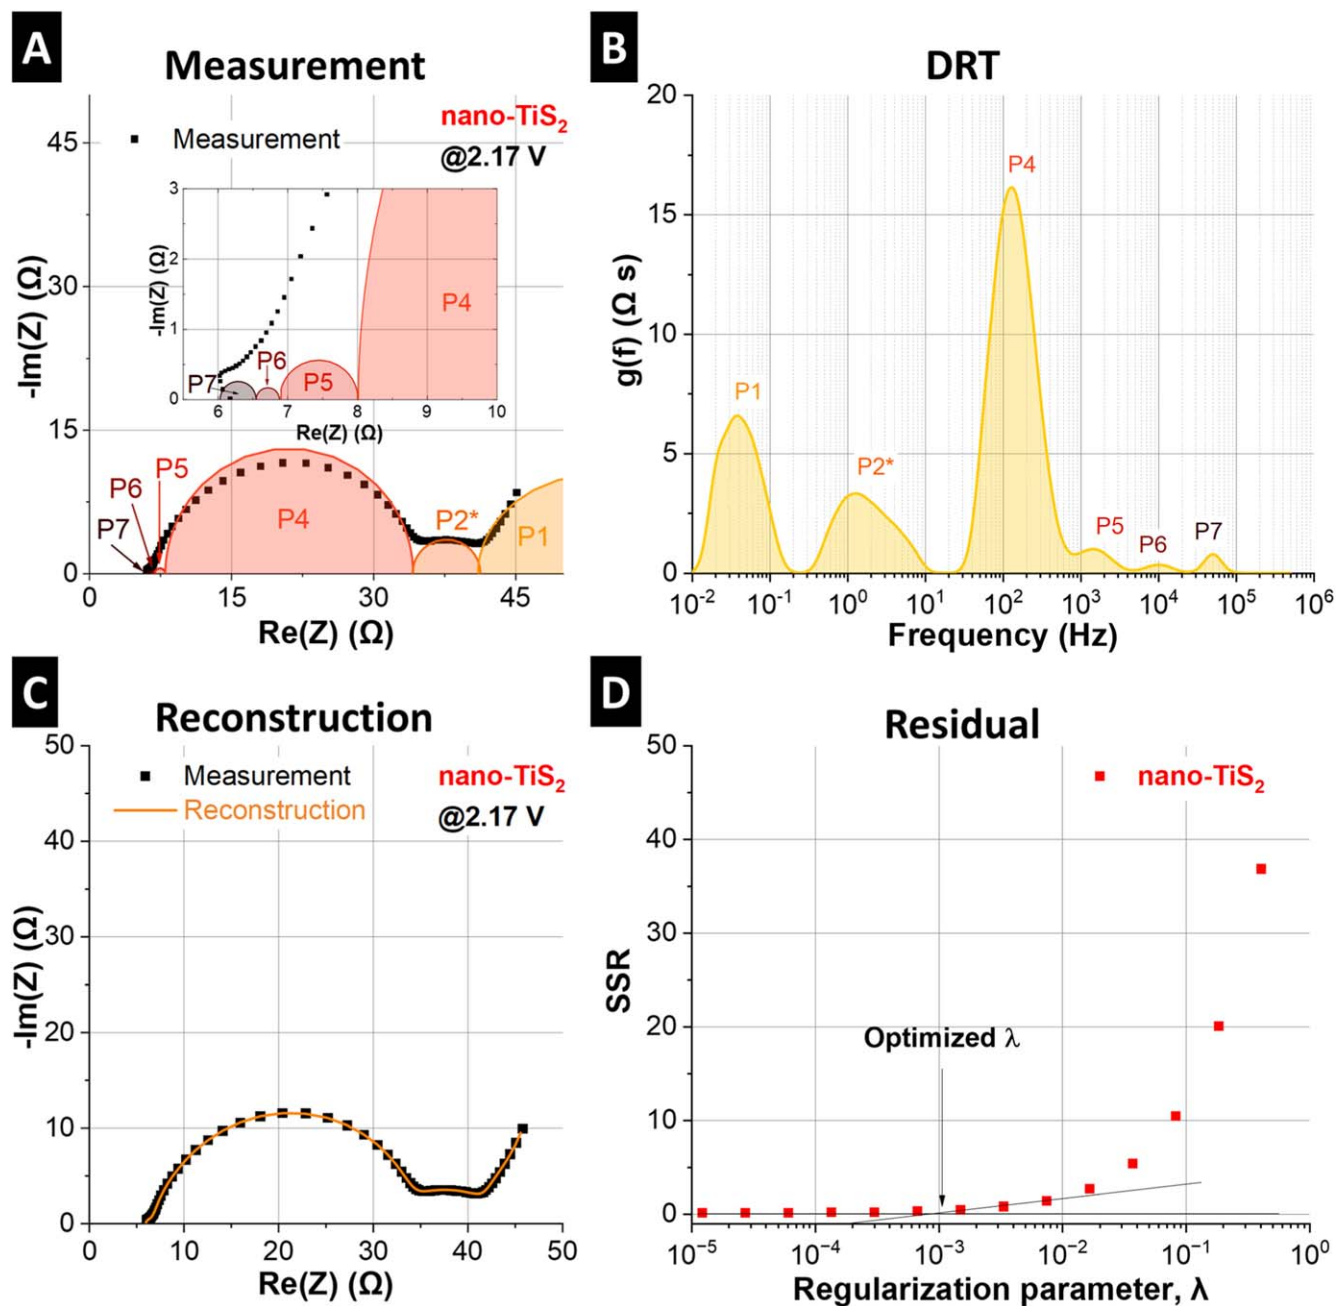 A
Measurement
Measurement
nano-TiS₂
@2.17 V
-Im(Z) (Ω)
45
30
15
0
0
15
30
45
Re(Z) (Ω)
P7
P6
P5
P4
P2*
P1
-Im(Z) (Ω)
3
2
1
0
6
7
8
9
10
Re(Z) (Ω)
P7
P6
P5
P4
B
DRT
g(f) (Ω s)
20
15
10
5
0
P1
P2*
P4
P5
P6
P7
10⁻² 10⁻¹ 10⁰ 10¹ 10² 10³ 10⁴ 10⁵ 10⁶
Frequency (Hz)
C
Reconstruction
Measurement
Reconstruction
nano-TiS₂
@2.17 V
-Im(Z) (Ω)
50
40
30
20
10
0
0 10 20 30 40 50
Re(Z) (Ω)
D
Residual
nano-TiS₂
SSR
50
40
30
20
10
0
Optimized λ
10⁻⁵ 10⁻⁴ 10⁻³ 10⁻² 10⁻¹ 10⁰
Regularization parameter, λ